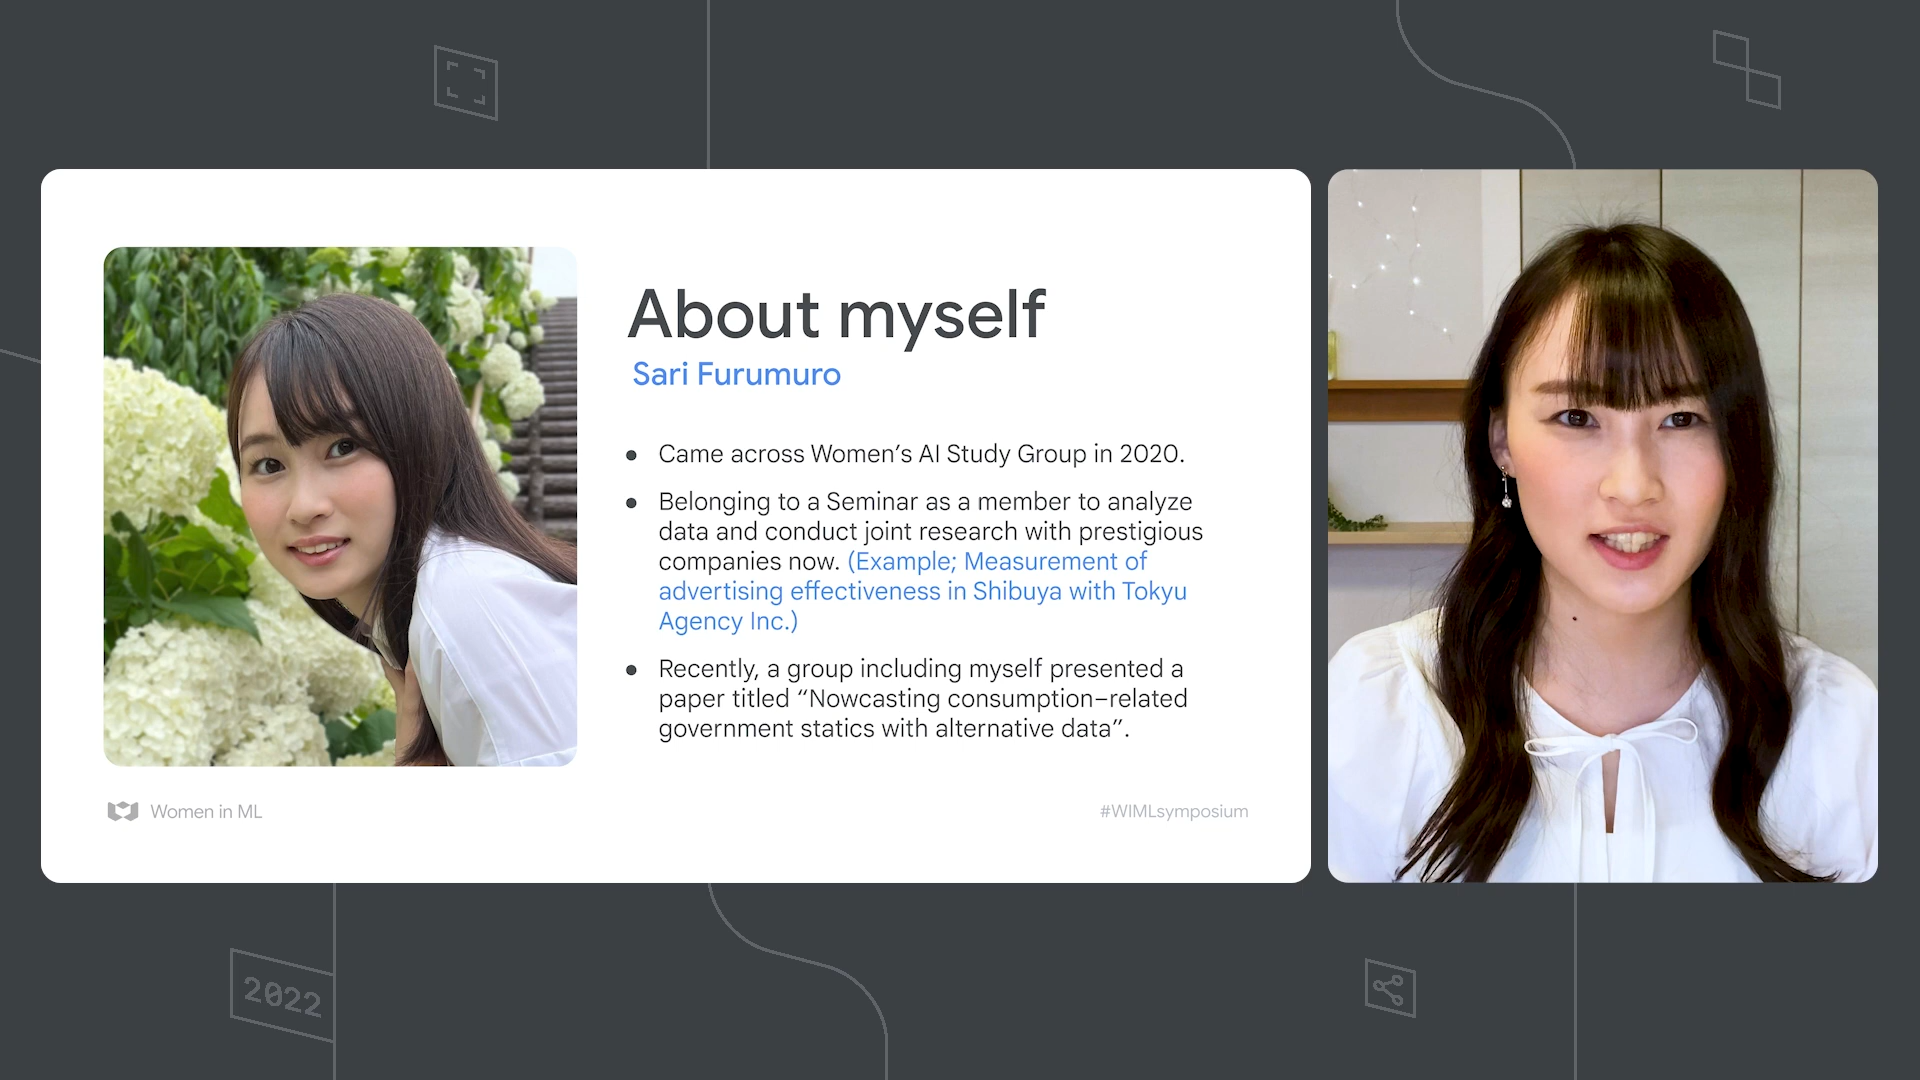 About myself
Sari Furumuro
● Came across Women’s AI Study Group in 2020.
● Belonging to a Seminar as a member to analyze
data and conduct joint research with prestigious
companies now. (Example; Measurement of
advertising effectiveness in Shibuya with Tokyu
Agency Inc.)
● Recently, a group including myself presented a
paper titled “Nowcasting consumption–related
government statics with alternative data”.
Women in ML
#WIMLsymposium
2022